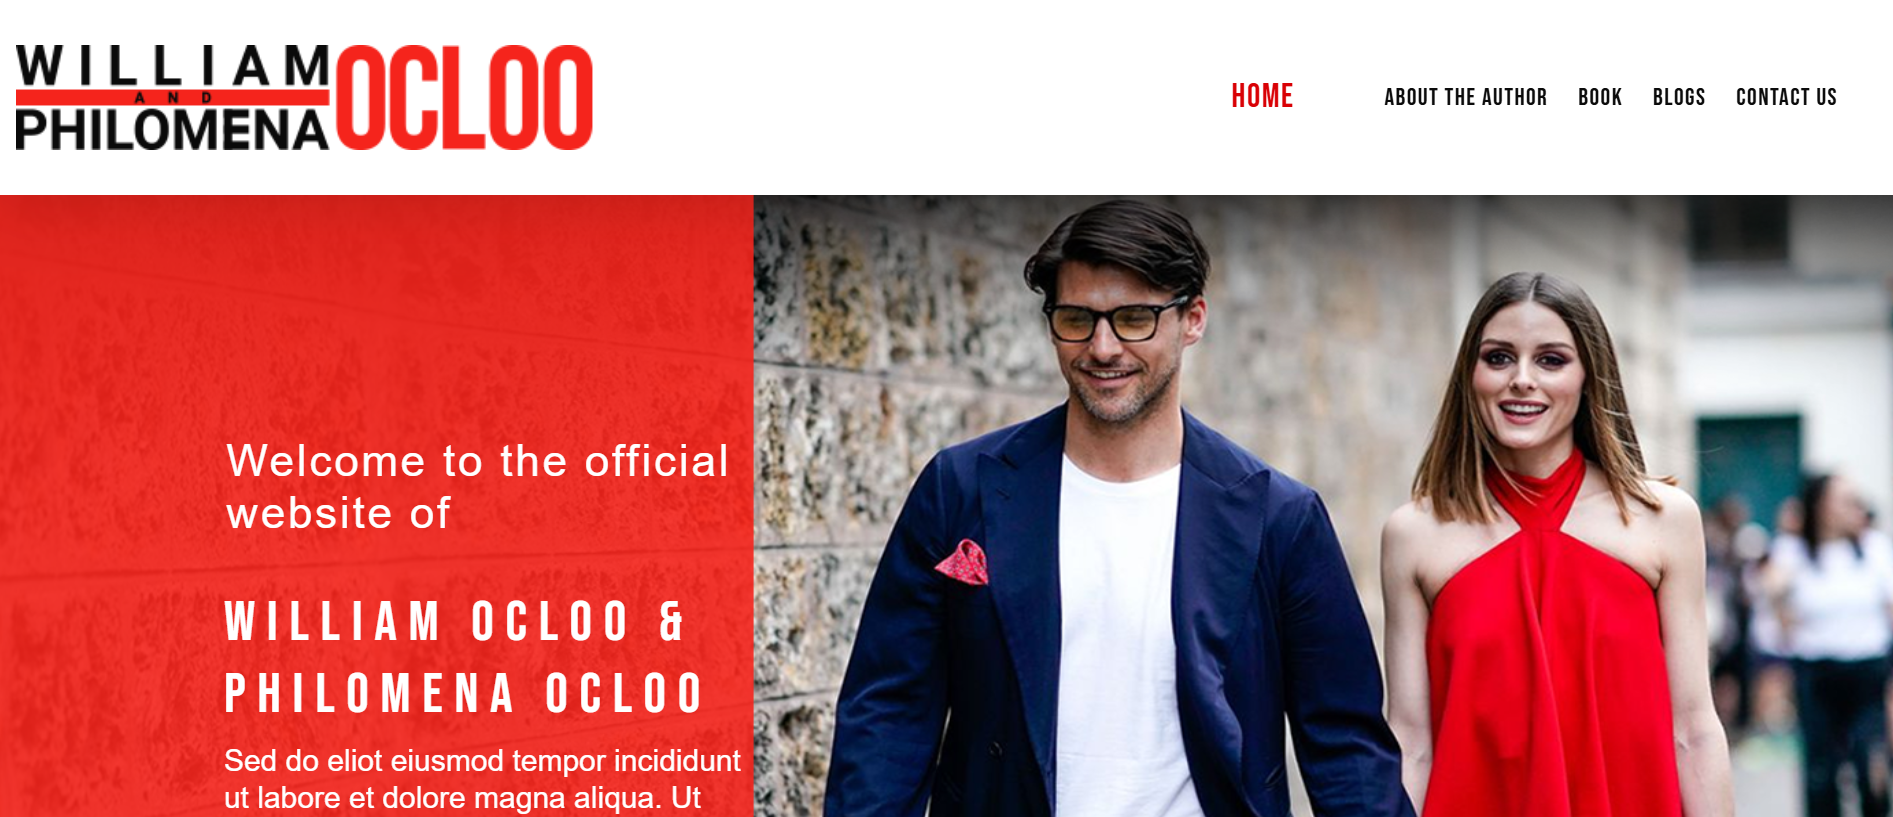 WILLIAM
AND
PHILOMENA
OCLOO
HOME ABOUT THE AUTHOR BOOK BLOGS CONTACT US
Welcome to the official
website of
WILLIAM OCLOO &
PHILOMENA OCLOO
Sed do eliot eiusmod tempor incididunt
ut labore et dolore magna aliqua. Ut